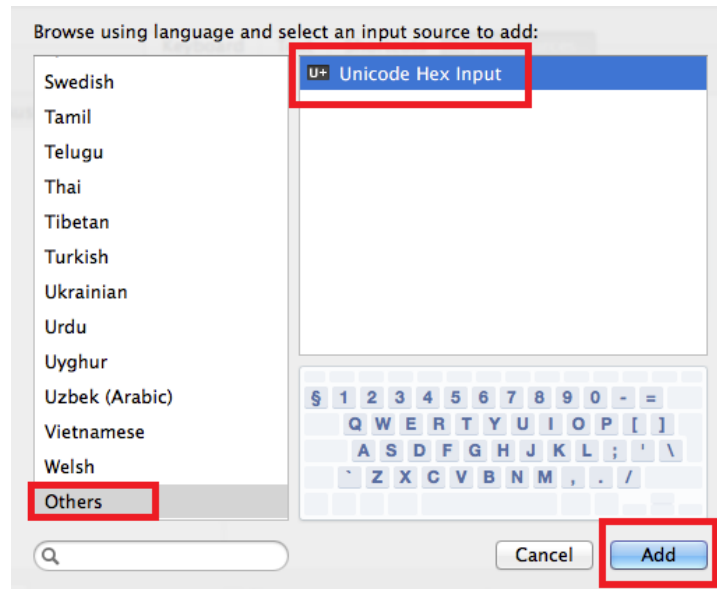 Browse using language and select an input source to add:
Swedish
Tamil
Telugu
Thai
Tibetan
Turkish
Ukrainian
Urdu
Uyghur
Uzbek (Arabic)
Vietnamese
Welsh
Others
U+ Unicode Hex Input
§ 1 2 3 4 5 6 7 8 9 0 - =
Q W E R T Y U I O P [ ]
A S D F G H J K L ; ' \
` Z X C V B N M , . /
Cancel Add